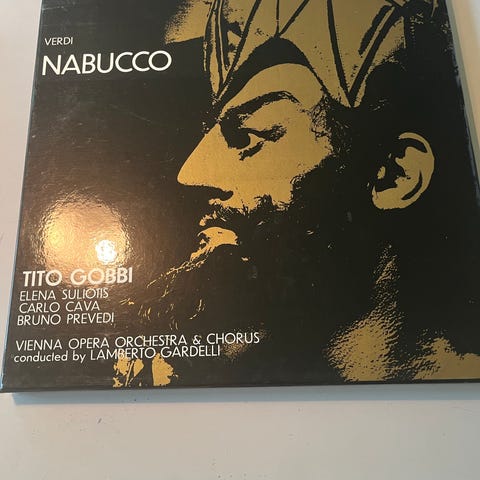 VERDI
NABUCCO
TITO GOBBI
ELENA SULIOTIS
CARLO CAVA
BRUNO PREVEDI
VIENNA OPERA ORCHESTRA & CHORUS
conducted by LAMBERTO GARDELLI